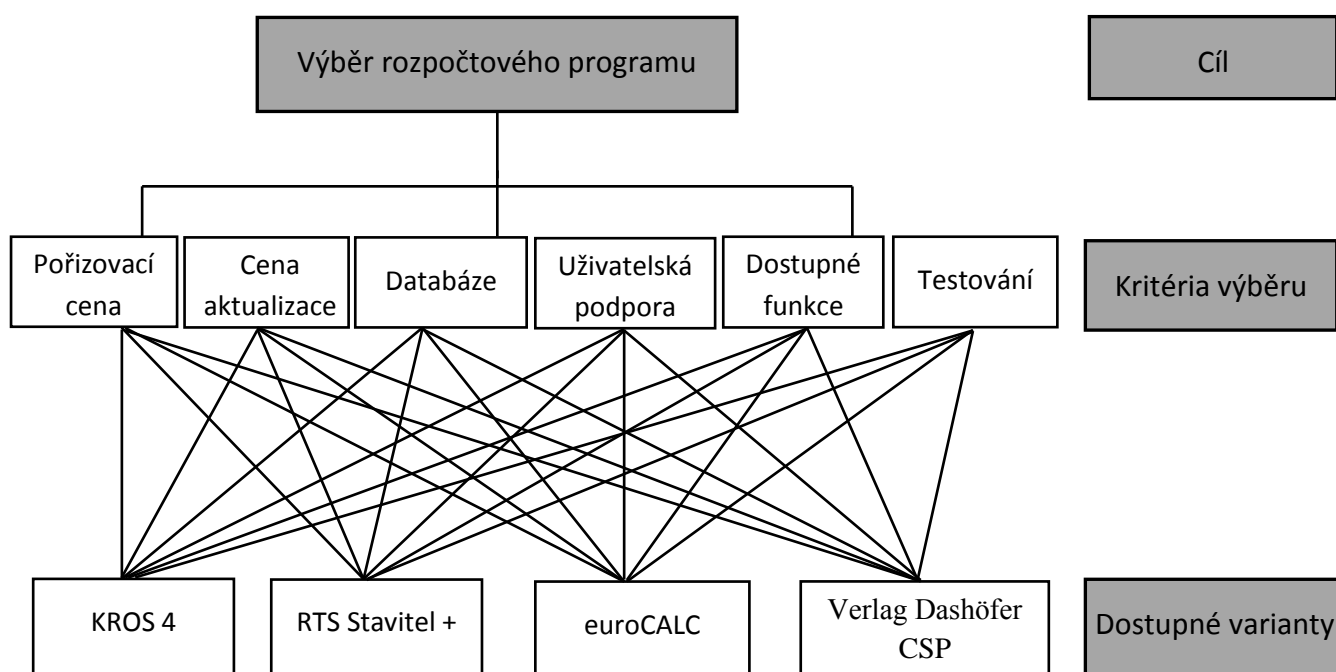 Výběr rozpočtového programu
Cíl
Pořizovací
cena
Cena
aktualizace
Databáze
Uživatelská
podpora
Dostupné
funkce
Testování
Kritéria výběru
KROS 4
RTS Stavitel +
euroCALC
Verlag Dashöfer
CSP
Dostupné varianty